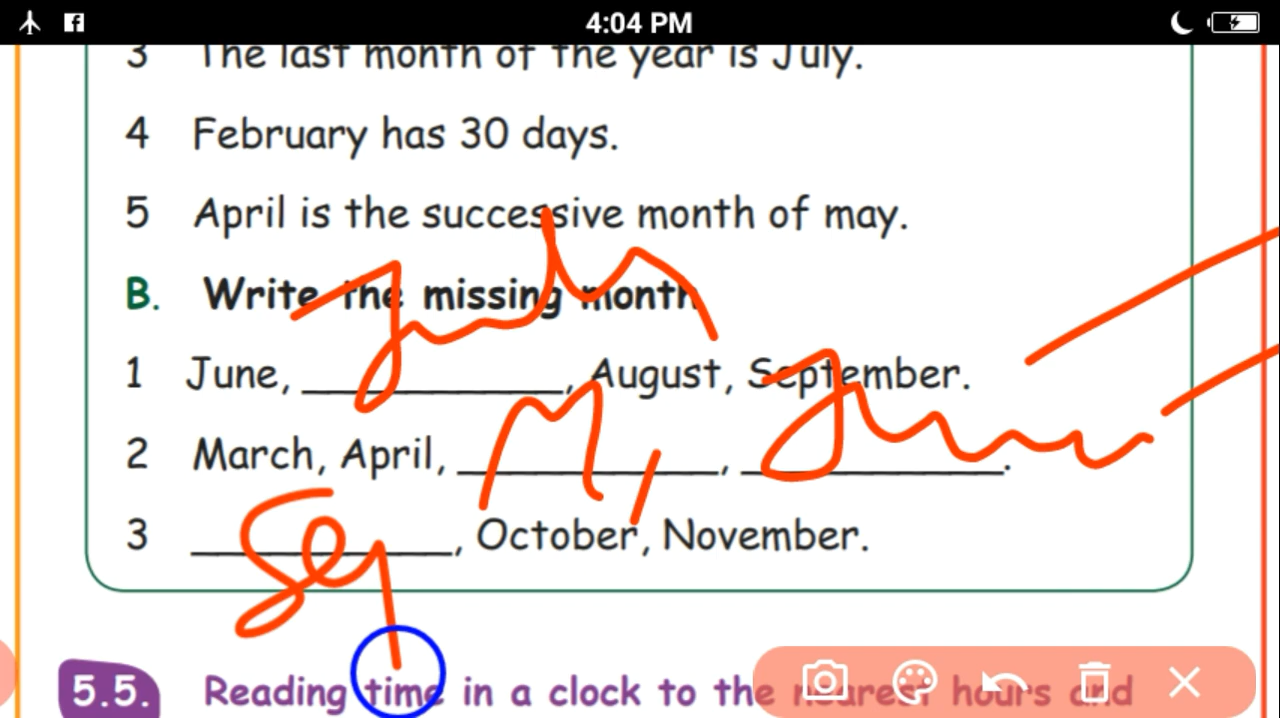 4:04 PM
3 The last month of the year is July.
4 February has 30 days.
5 April is the successive month of may.
B. Write the missing month
July
1 June, __________, August, September.
2 March, April, __________, __________.
M, June
3 __________, October, November.
Sep
5.5. Reading time in a clock to the nearest hours and